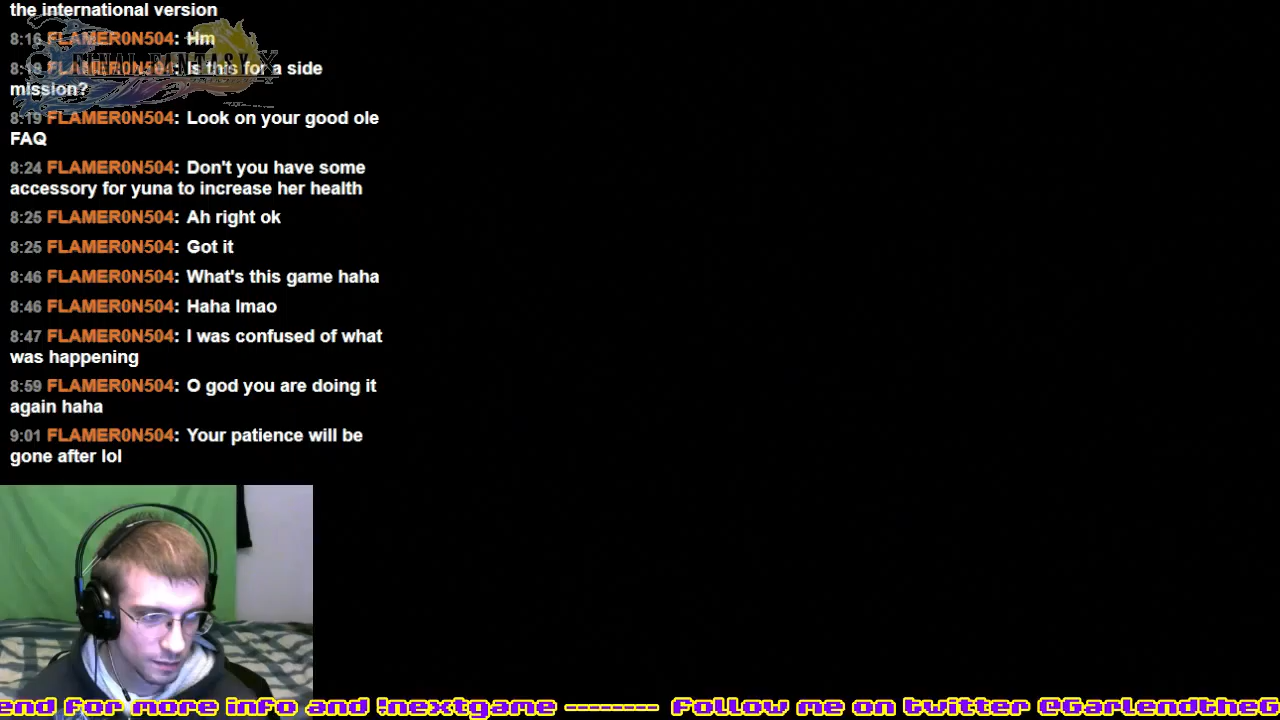 the international version
8:16 FLAMER0N504: Hm
FINAL FANTASY X
8:19 FLAMER0N504: Is this for a side
mission?
8:19 FLAMER0N504: Look on your good ole
FAQ
8:24 FLAMER0N504: Don't you have some
accessory for yuna to increase her health
8:25 FLAMER0N504: Ah right ok
8:25 FLAMER0N504: Got it
8:46 FLAMER0N504: What's this game haha
8:46 FLAMER0N504: Haha lmao
8:47 FLAMER0N504: I was confused of what
was happening
8:59 FLAMER0N504: O god you are doing it
again haha
9:01 FLAMER0N504: Your patience will be
gone after lol
end for more info and !nextgame -------- Follow me on twitter @GarlendtheG